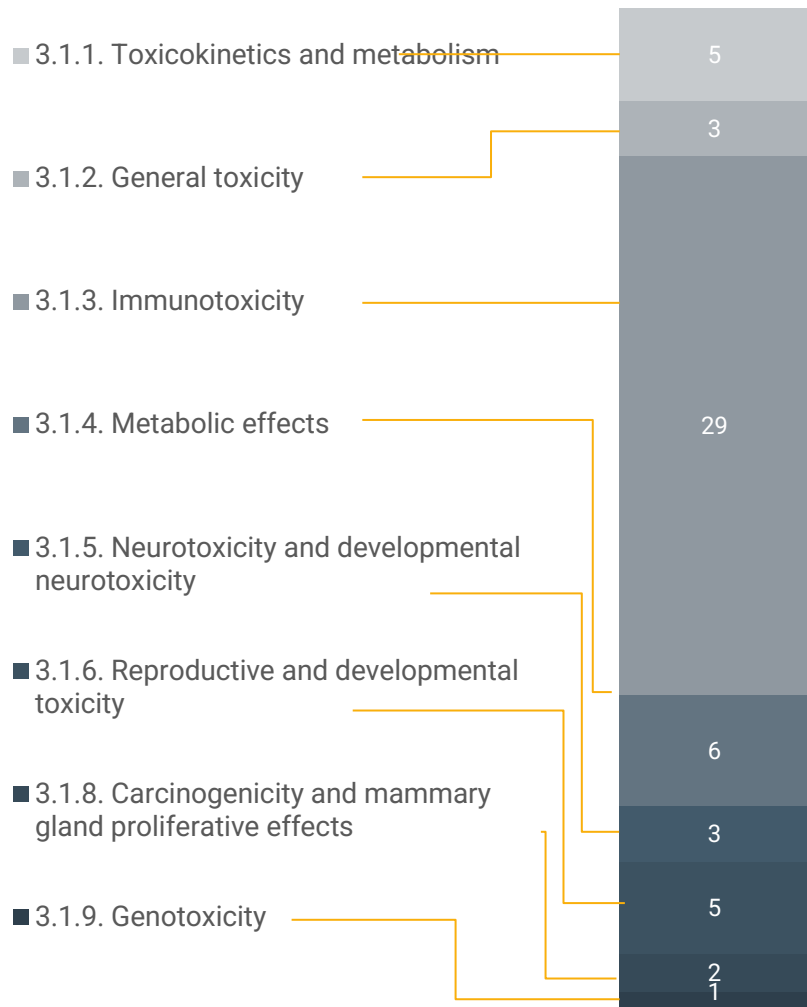 3.1.1. Toxicokinetics and metabolism
5
3
3.1.2. General toxicity
3.1.3. Immunotoxicity
29
3.1.4. Metabolic effects
3.1.5. Neurotoxicity and developmental
neurotoxicity
3.1.6. Reproductive and developmental
toxicity
6
3.1.8. Carcinogenicity and mammary
gland proliferative effects
3
3.1.9. Genotoxicity
5
2
1